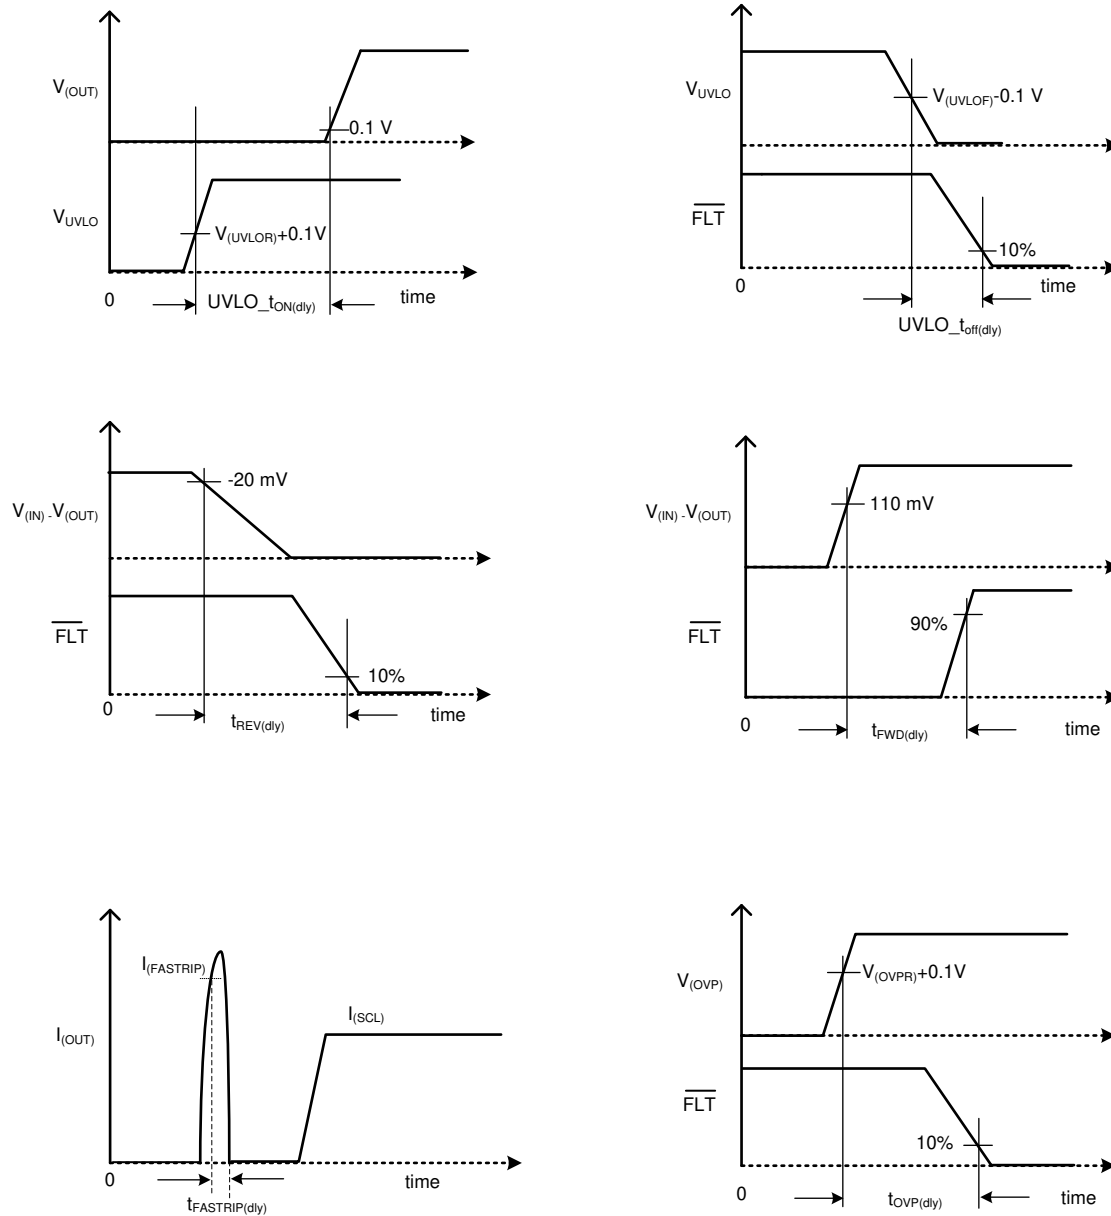 V(OUT)
0.1 V
VUVLO
V(UVLOR)+0.1V
0
UVLO_tON(dly)
time
VUVLO
V(UVLOF)-0.1 V
FLT
10%
0
time
UVLO_toff(dly)
-20 mV
V(IN) -V(OUT)
FLT
10%
0
tREV(dly)
time
V(IN) -V(OUT)
110 mV
FLT
90%
0
tFWD(dly)
time
I(FASTRIP)
I(SCL)
I(OUT)
0
tFASTRIP(dly)
time
V(OVP)
V(OVPR)+0.1V
FLT
10%
0
tOVP(dly)
time